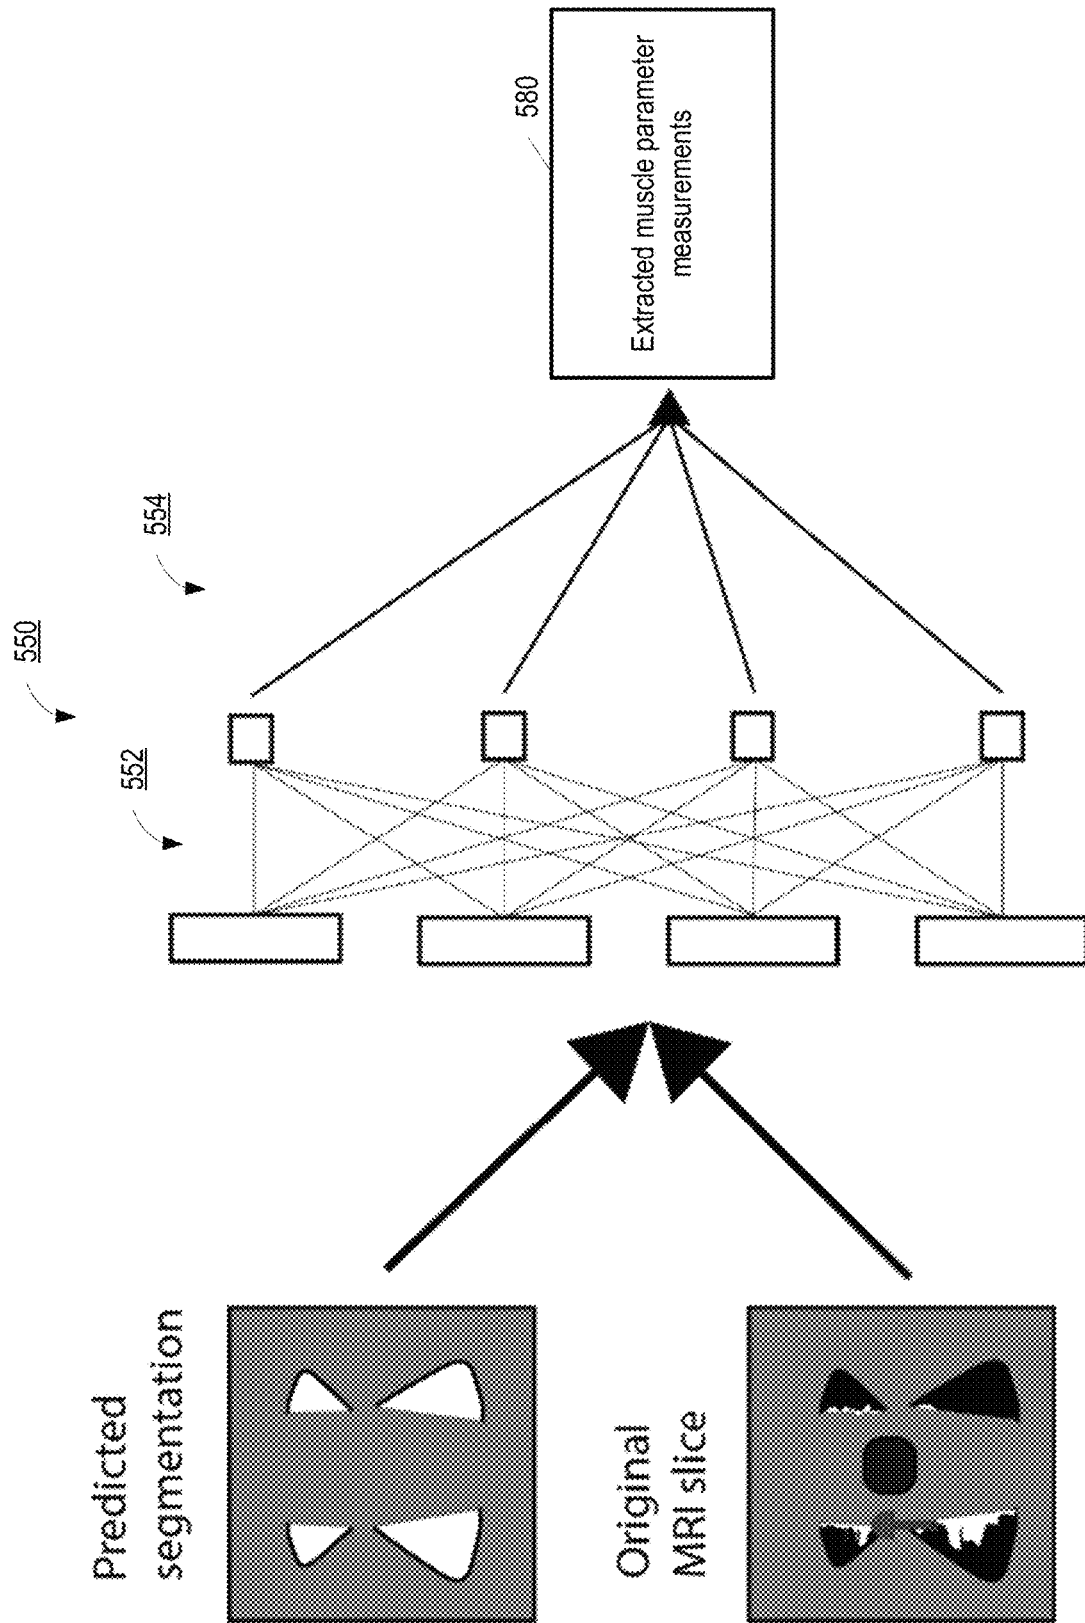 Predicted
segmentation
Original
MRI slice
552
550
554
580
Extracted muscle parameter
measurements